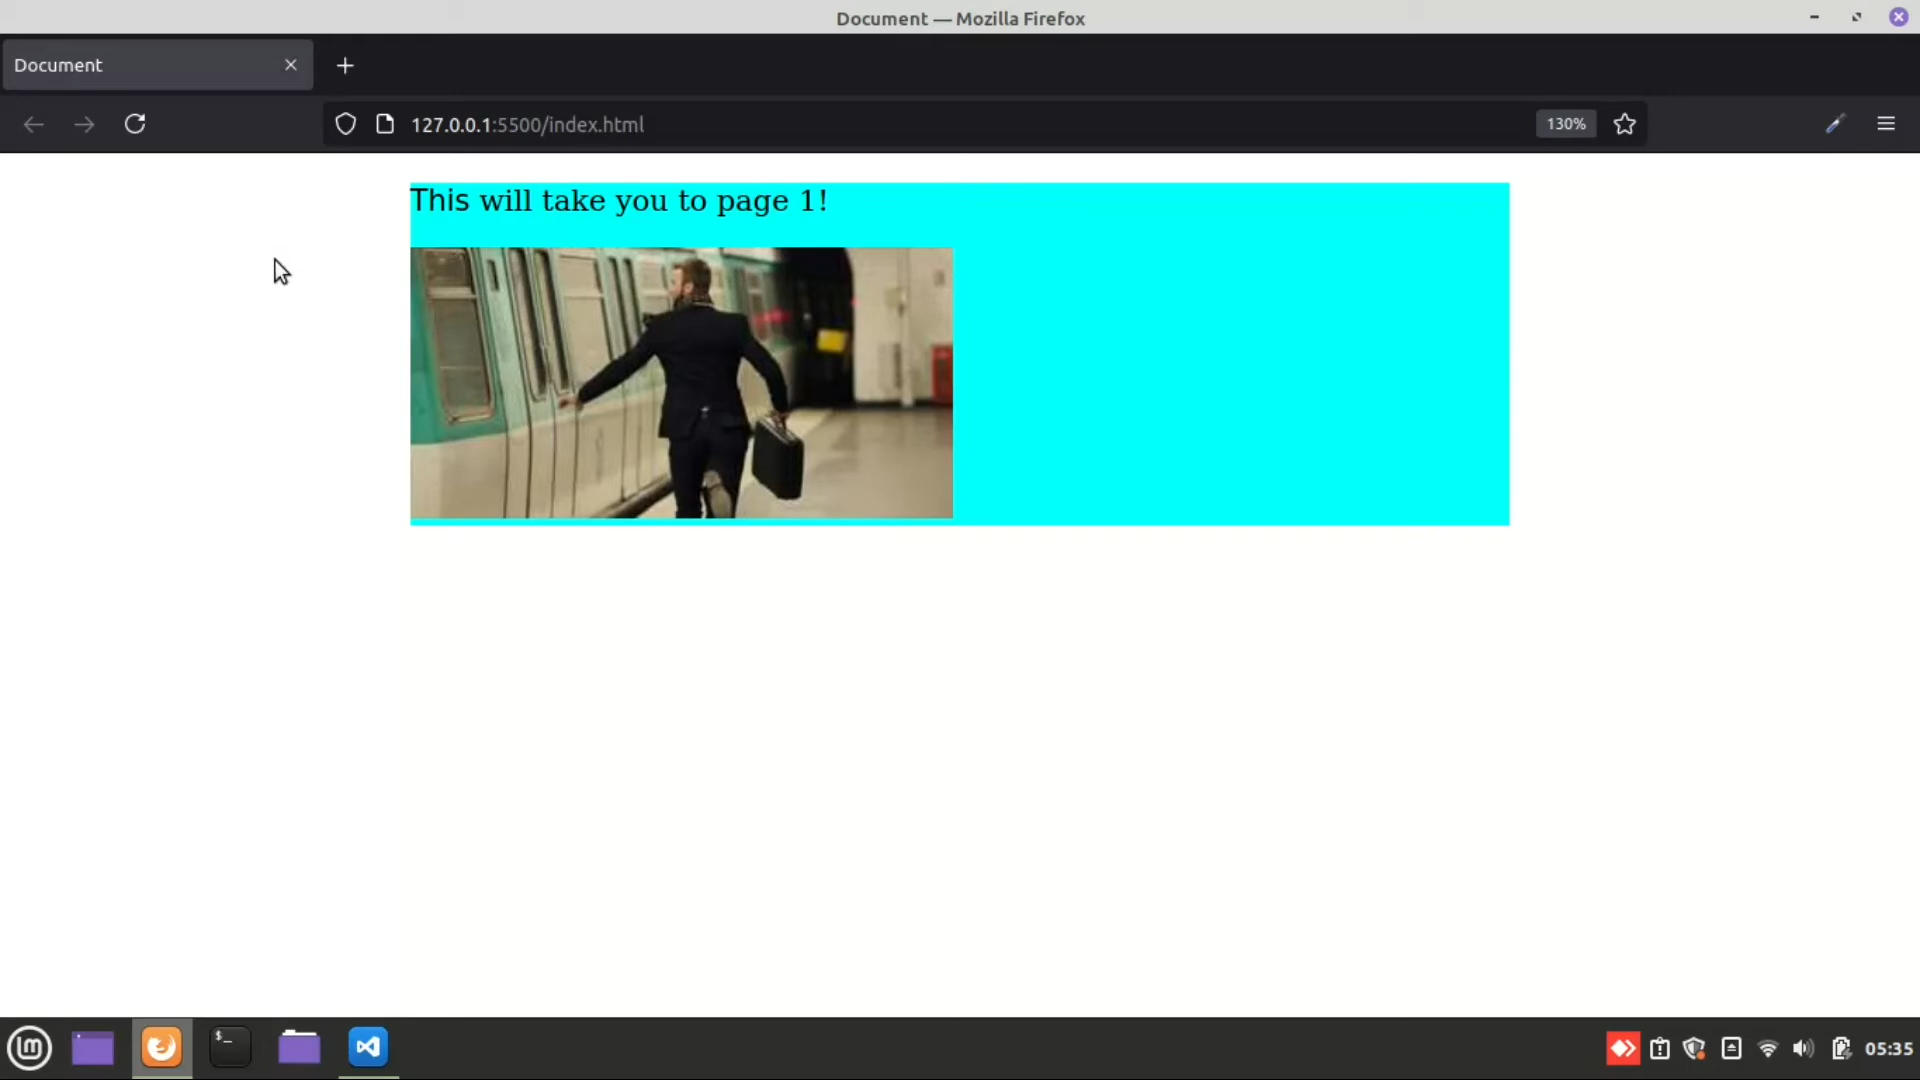 Document — Mozilla Firefox
Document
127.0.0.1:5500/index.html
130%
This will take you to page 1!
$_
lm
05:35